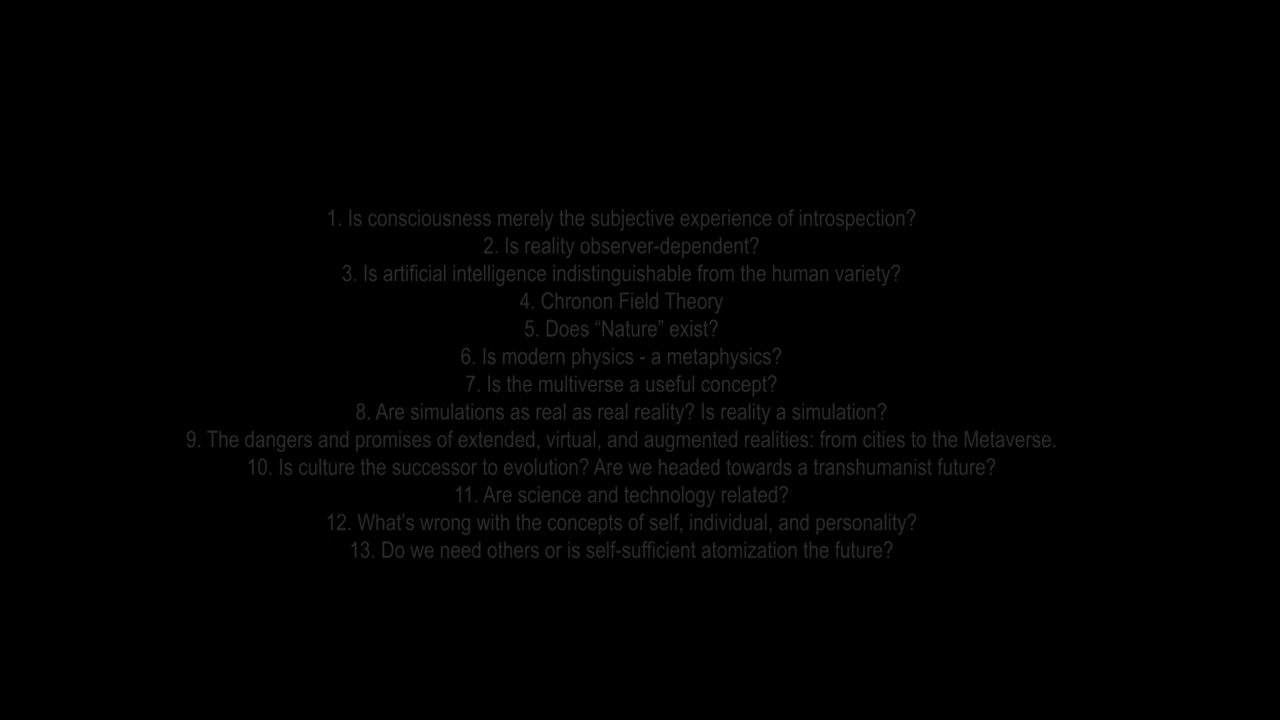 1. Is consciousness merely the subjective experience of introspection?
2. Is reality observer-dependent?
3. Is artificial intelligence indistinguishable from the human variety?
4. Chronon Field Theory
5. Does “Nature” exist?
6. Is modern physics - a metaphysics?
7. Is the multiverse a useful concept?
8. Are simulations as real as real reality? Is reality a simulation?
9. The dangers and promises of extended, virtual, and augmented realities: from cities to the Metaverse.
10. Is culture the successor to evolution? Are we headed towards a transhumanist future?
11. Are science and technology related?
12. What’s wrong with the concepts of self, individual, and personality?
13. Do we need others or is self-sufficient atomization the future?